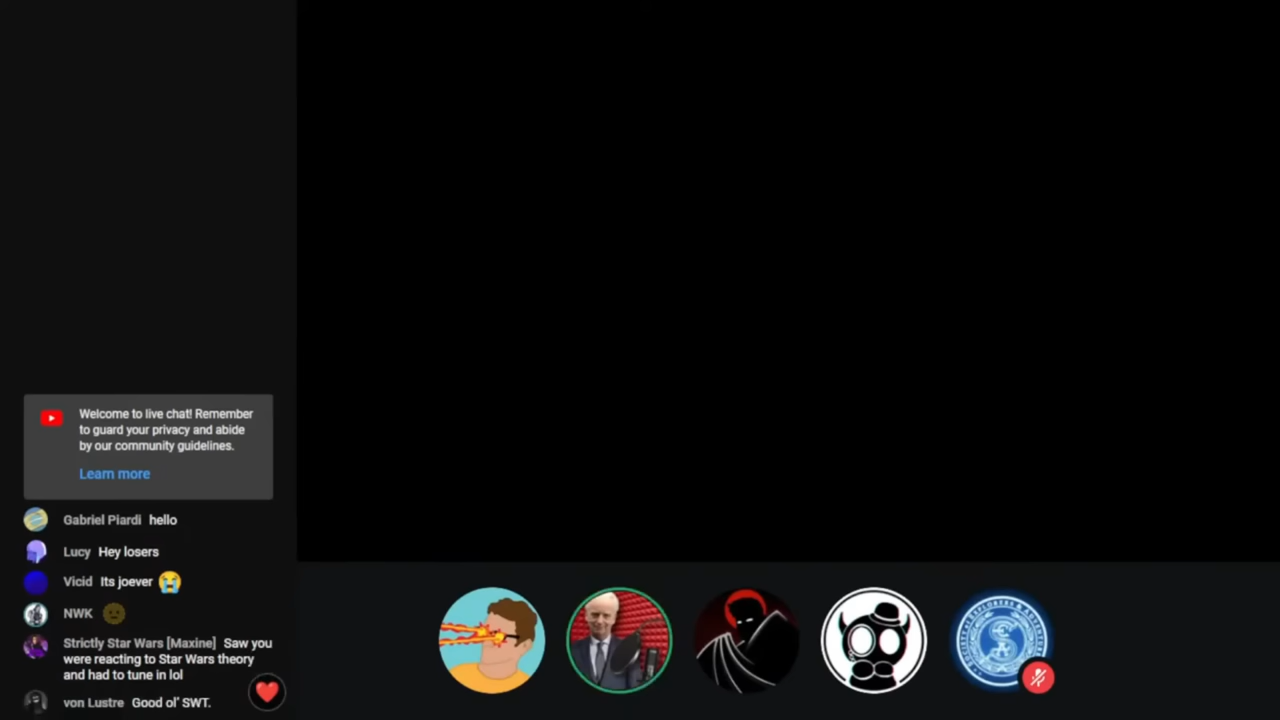 Welcome to live chat! Remember
to guard your privacy and abide
by our community guidelines.
Learn more
Gabriel Piardi hello
Lucy Hey losers
Vicid Its joever 😭
NWK
Strictly Star Wars [Maxine] Saw you
were reacting to Star Wars theory
and had to tune in lol
von Lustre Good ol' SWT.